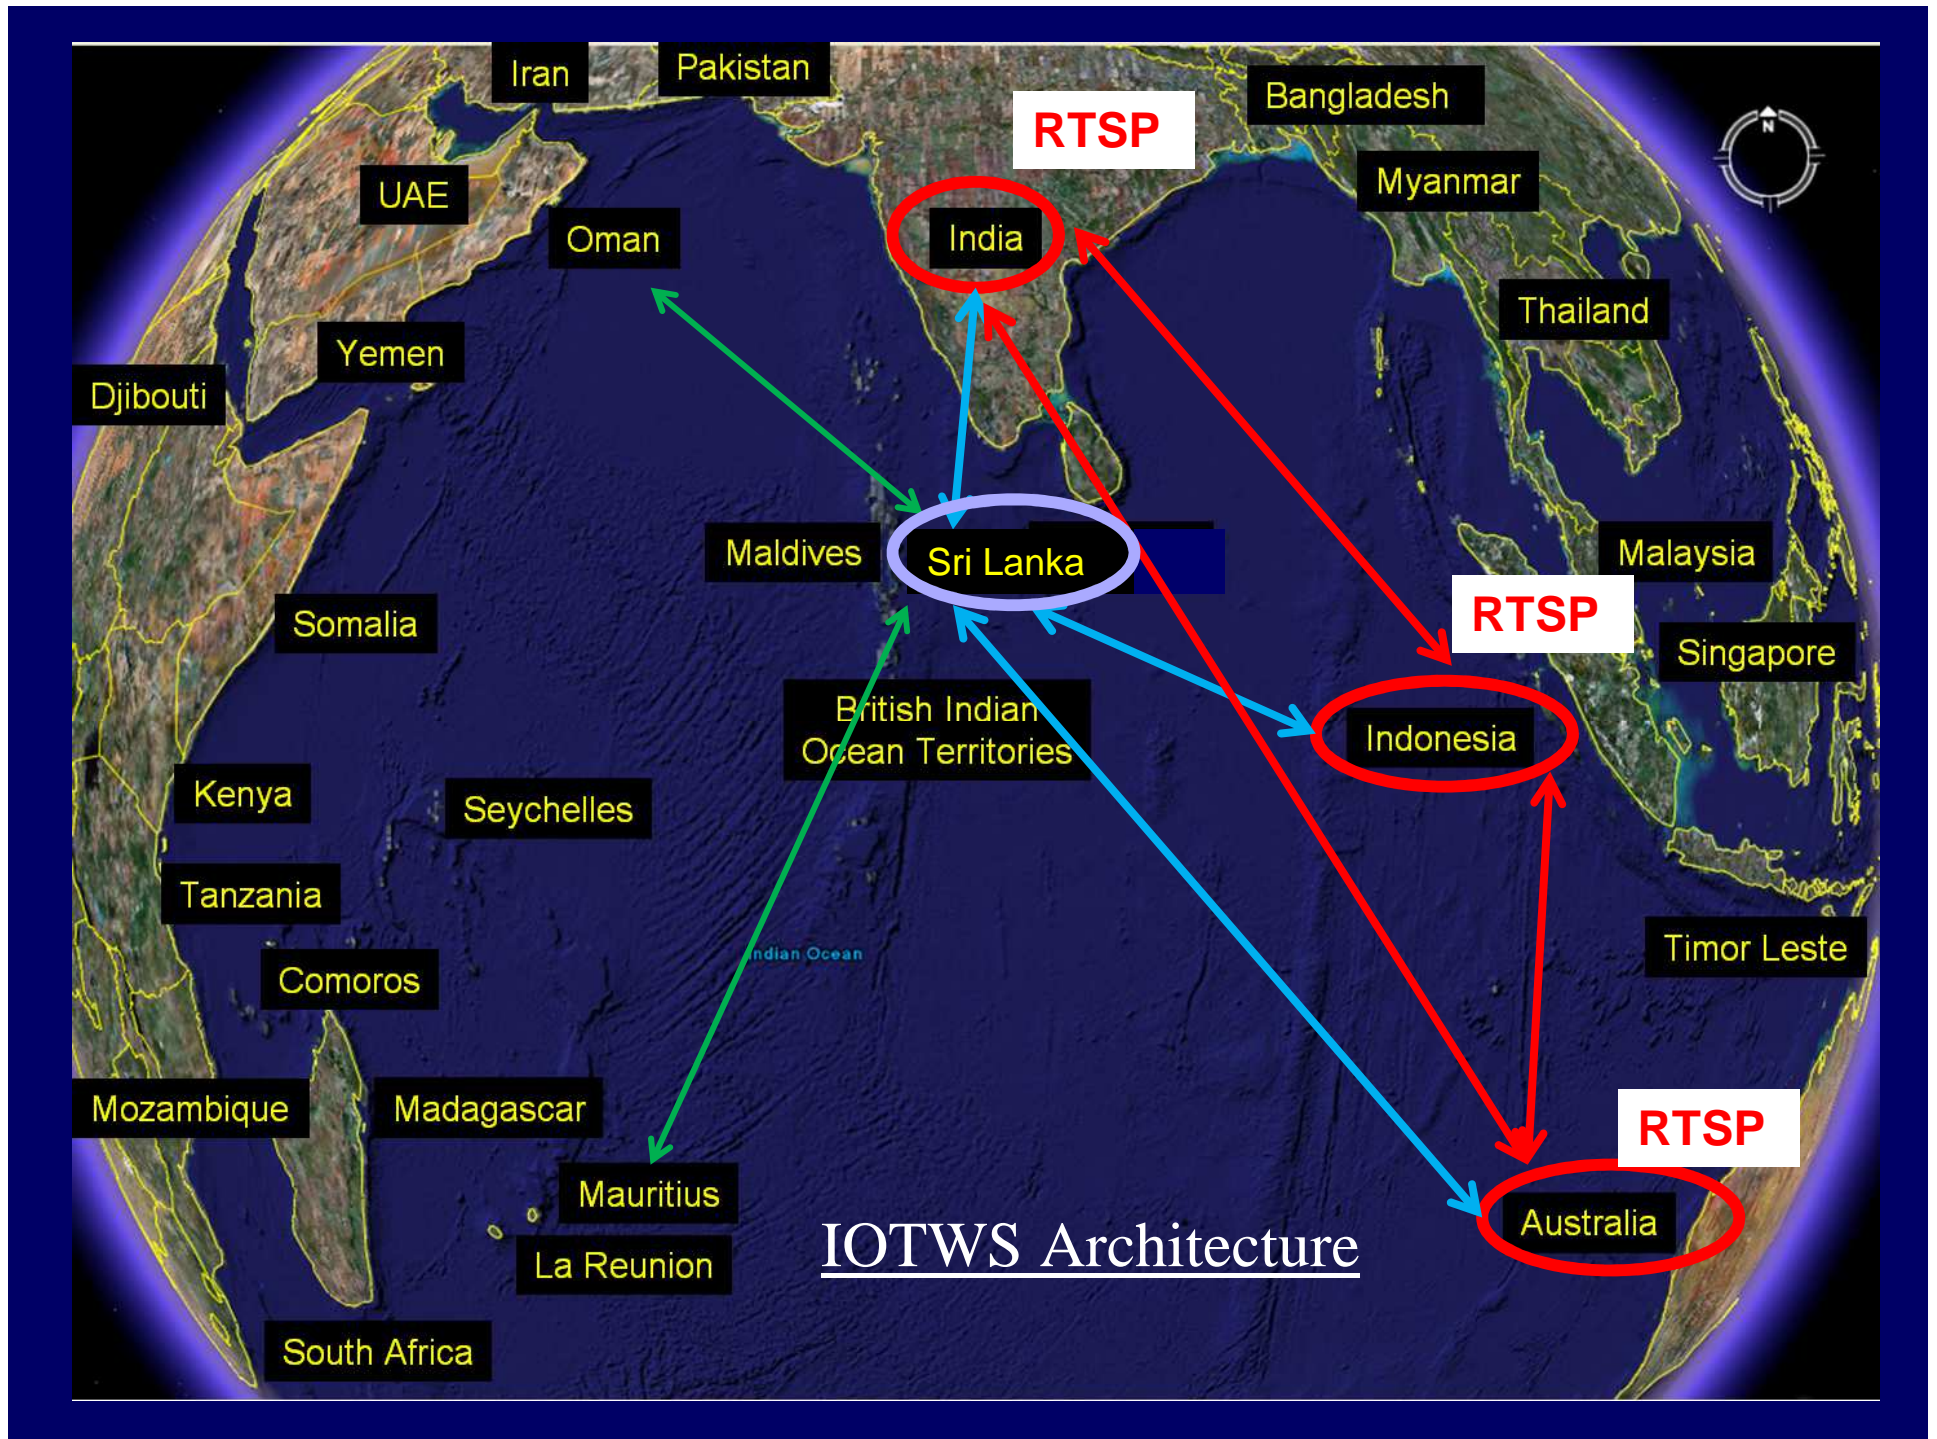 Iran
Pakistan
Bangladesh
RTSP
N
Myanmar
UAE
Oman
India
Thailand
Yemen
Djibouti
Maldives
Sri Lanka
Malaysia
RTSP
Somalia
Singapore
British Indian
Ocean Territories
Indonesia
Kenya
Seychelles
Tanzania
Timor Leste
Indian Ocean
Comoros
Mozambique
Madagascar
RTSP
Mauritius
Australia
IOTWS Architecture
La Reunion
South Africa